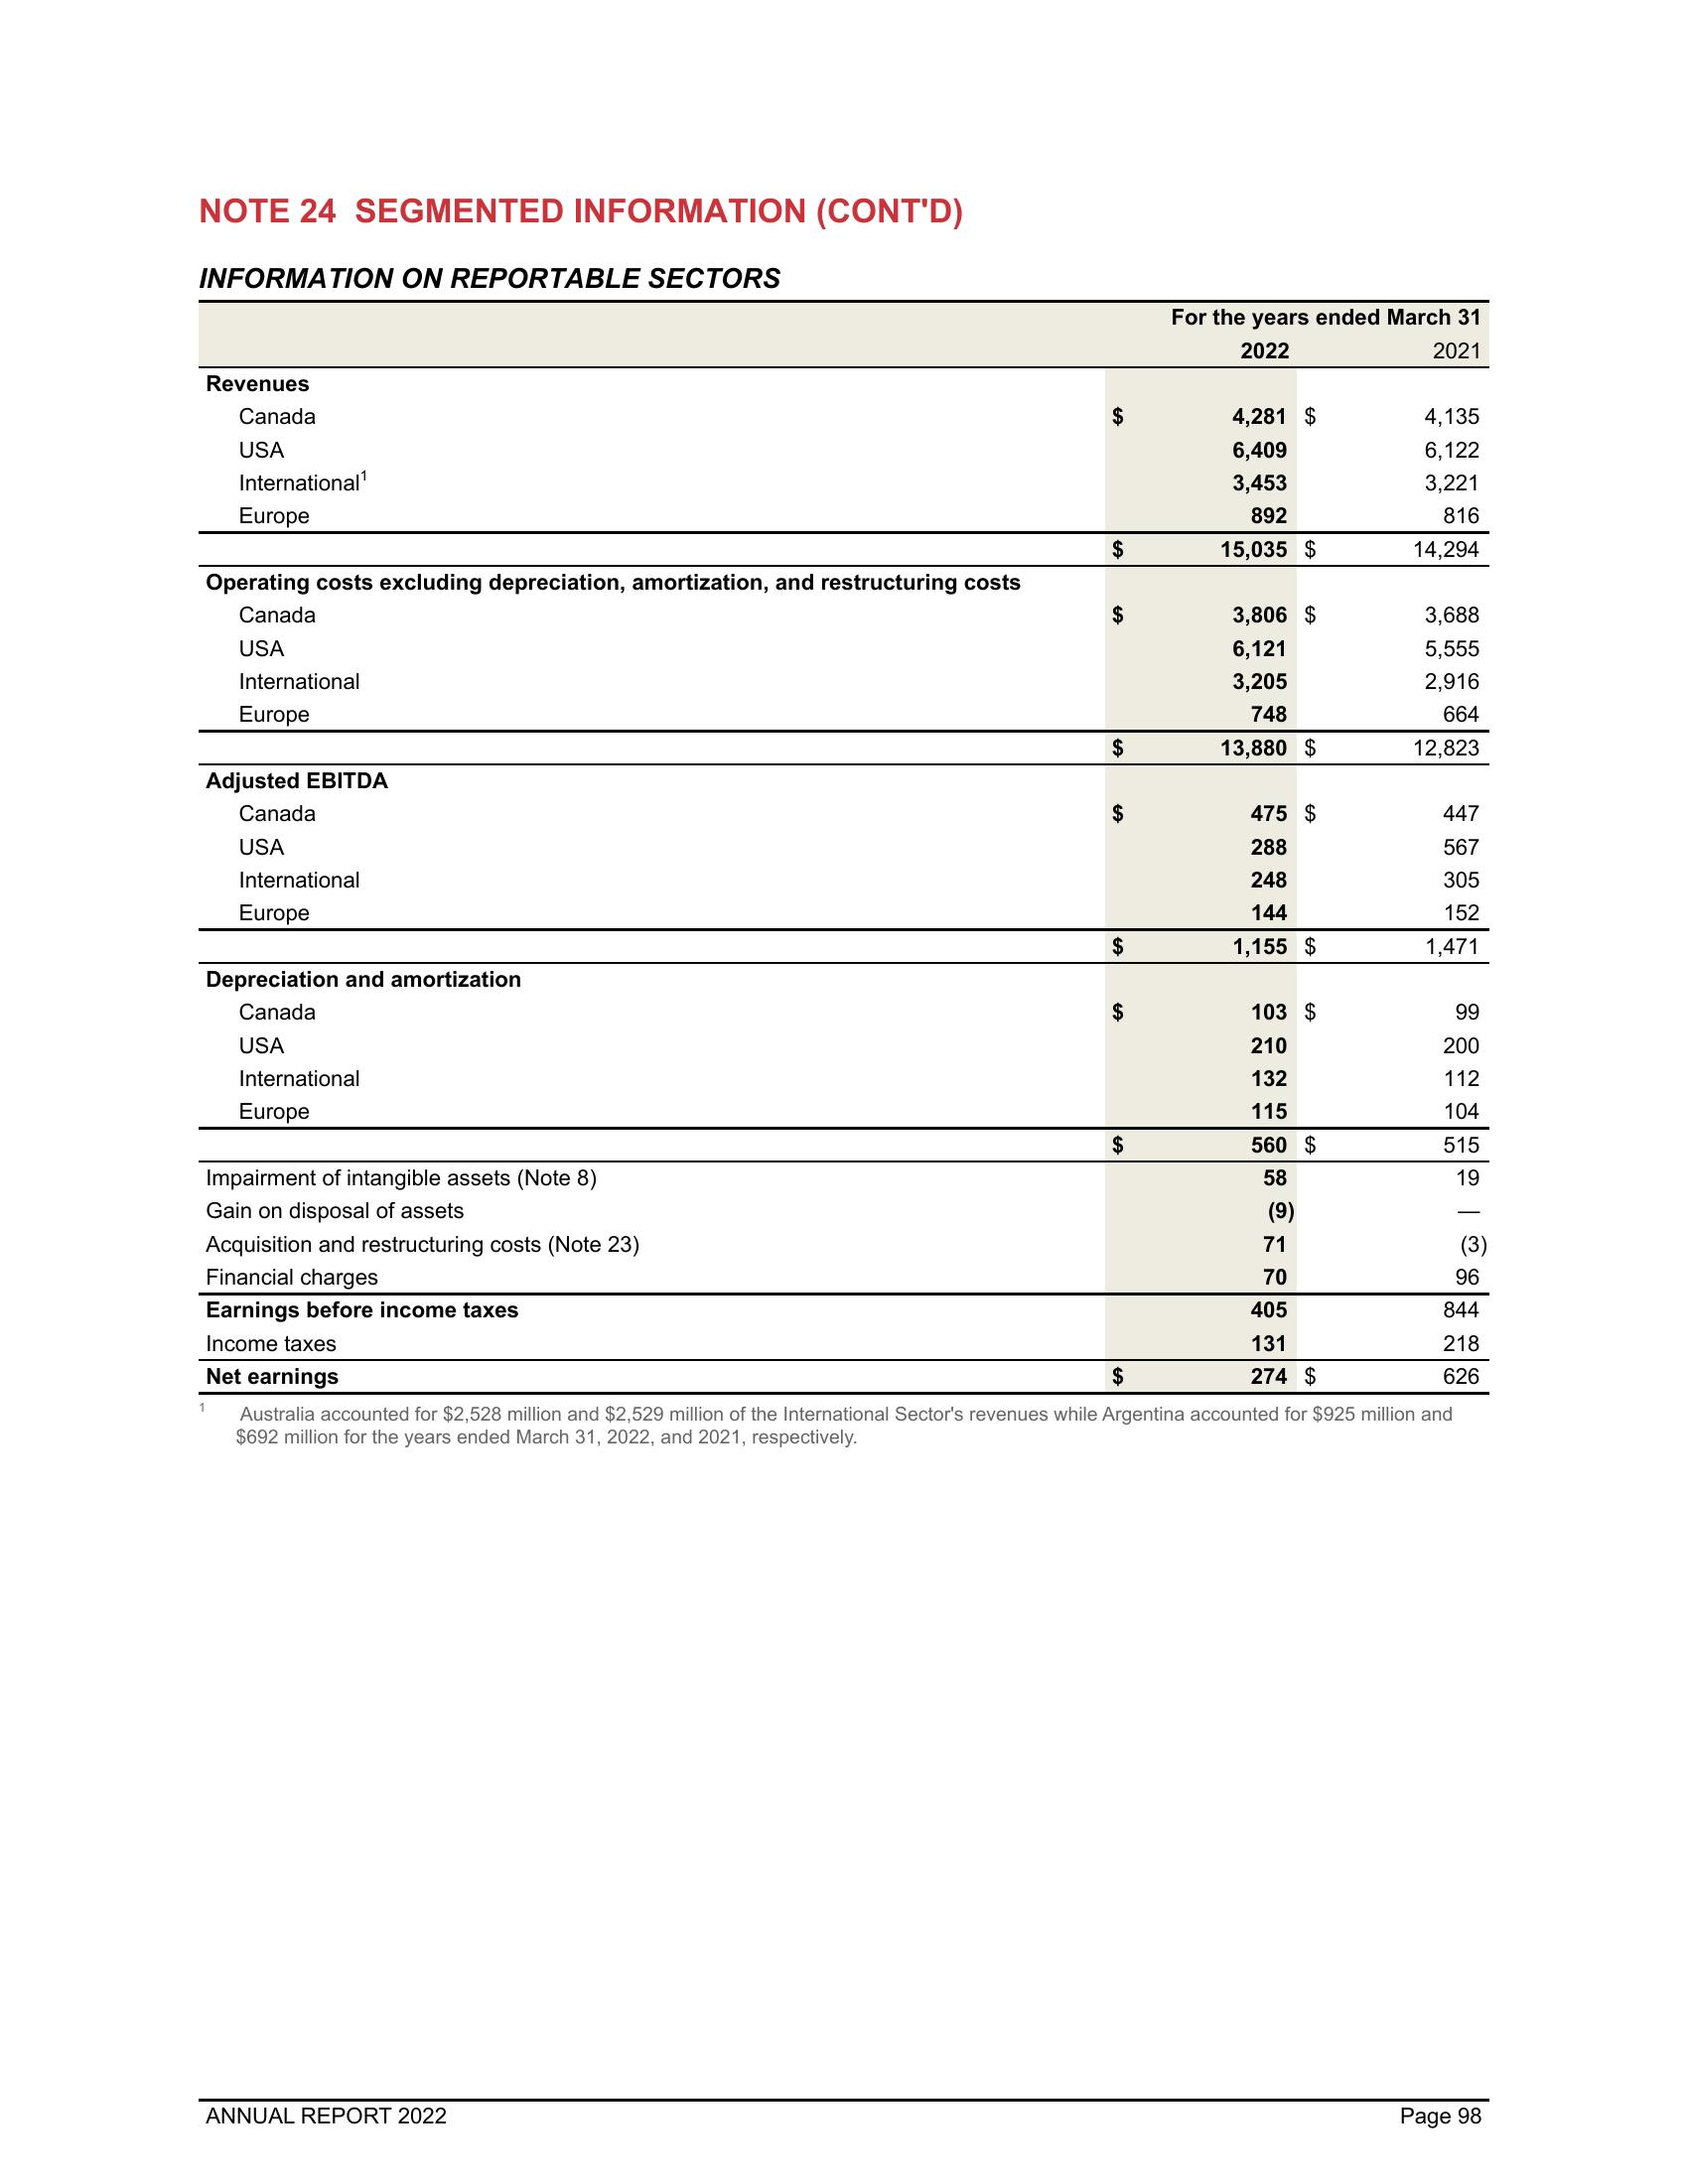 NOTE 24 SEGMENTED INFORMATION (CONT'D)
INFORMATION ON REPORTABLE SECTORS
For the years ended March 31
2022 2021
Revenues
Canada $ 4,281 $ 4,135
USA 6,409 6,122
International1 3,453 3,221
Europe 892 816
$ 15,035 $ 14,294
Operating costs excluding depreciation, amortization, and restructuring costs
Canada $ 3,806 $ 3,688
USA 6,121 5,555
International 3,205 2,916
Europe 748 664
$ 13,880 $ 12,823
Adjusted EBITDA
Canada $ 475 $ 447
USA 288 567
International 248 305
Europe 144 152
$ 1,155 $ 1,471
Depreciation and amortization
Canada $ 103 $ 99
USA 210 200
International 132 112
Europe 115 104
$ 560 $ 515
Impairment of intangible assets (Note 8) 58 19
Gain on disposal of assets (9) —
Acquisition and restructuring costs (Note 23) 71 (3)
Financial charges 70 96
Earnings before income taxes 405 844
Income taxes 131 218
Net earnings $ 274 $ 626
1 Australia accounted for $2,528 million and $2,529 million of the International Sector's revenues while Argentina accounted for $925 million and
$692 million for the years ended March 31, 2022, and 2021, respectively.
ANNUAL REPORT 2022 Page 98